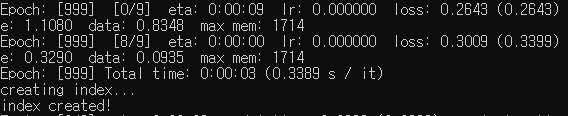 Epoch: [999]  [0/9]  eta: 0:00:09  lr: 0.000000  loss: 0.2643 (0.2643)
e: 1.1080  data: 0.8348  max mem: 1714
Epoch: [999]  [8/9]  eta: 0:00:00  lr: 0.000000  loss: 0.3009 (0.3399)
e: 0.3290  data: 0.0935  max mem: 1714
Epoch: [999] Total time: 0:00:03 (0.3389 s / it)
creating index...
index created!